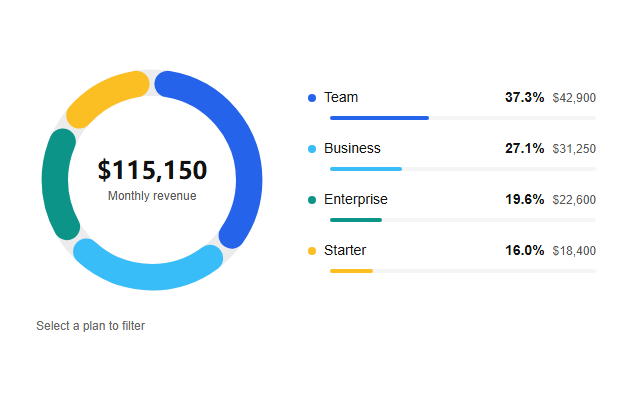 $115,150
Monthly revenue
Team 37.3% $42,900
Business 27.1% $31,250
Enterprise 19.6% $22,600
Starter 16.0% $18,400
Select a plan to filter